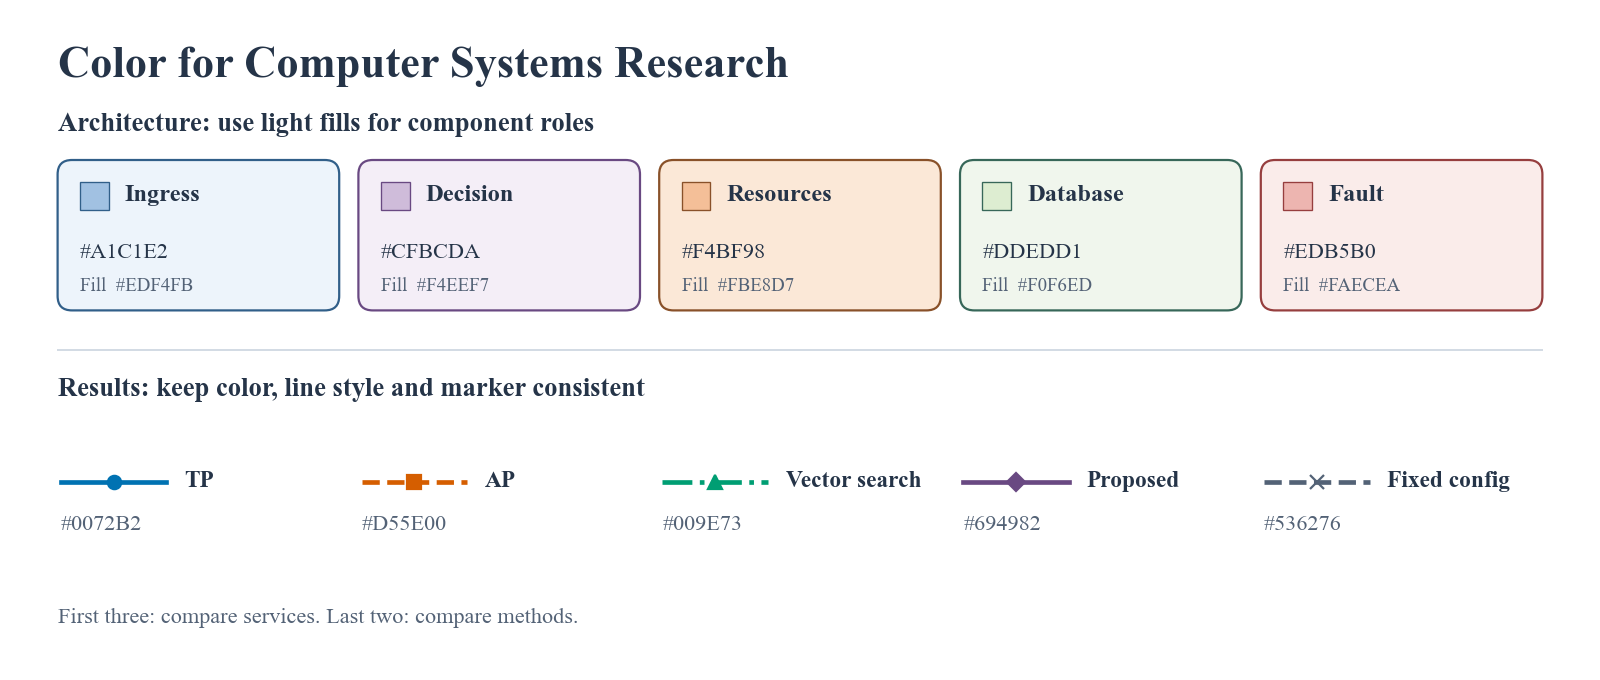 Color for Computer Systems Research
Architecture: use light fills for component roles
Ingress
#A1C1E2
Fill #EDF4FB
Decision
#CFBCDA
Fill #F4EEF7
Resources
#F4BF98
Fill #FBE8D7
Database
#DDEDD1
Fill #F0F6ED
Fault
#EDB5B0
Fill #FAECEA
Results: keep color, line style and marker consistent
TP
#0072B2
AP
#D55E00
Vector search
#009E73
Proposed
#694982
Fixed config
#536276
First three: compare services. Last two: compare methods.